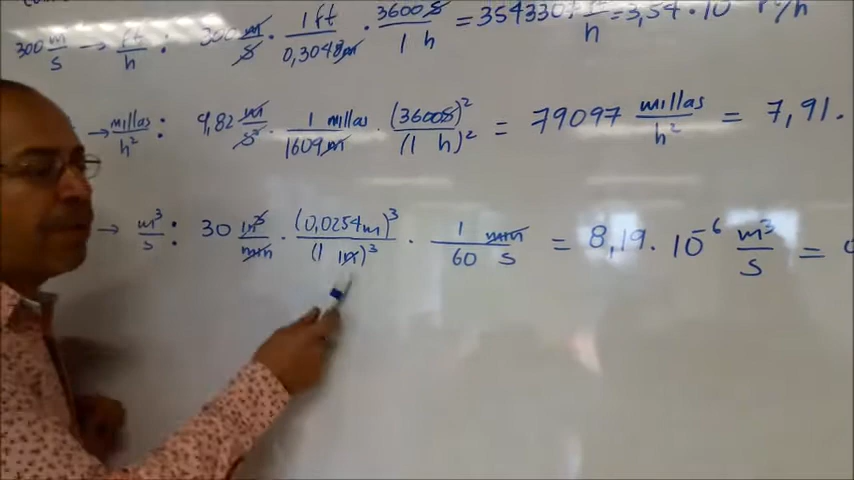 300 m/s → ft/h : 300 m/s · 1 ft/0,3048 m · 3600 s/1 h = 3543307 ft/h = 3,54 · 10 ft/h
→ millas/h² : 9,82 m/s² · 1 millas/1609 m · (3600 s)²/(1 h)² = 79097 millas/h² = 7,91 ·
→ m³/s : 30 in³/min · (0,0254 m)³/(1 in)³ · 1 min/60 s = 8,19 · 10⁻⁶ m³/s =